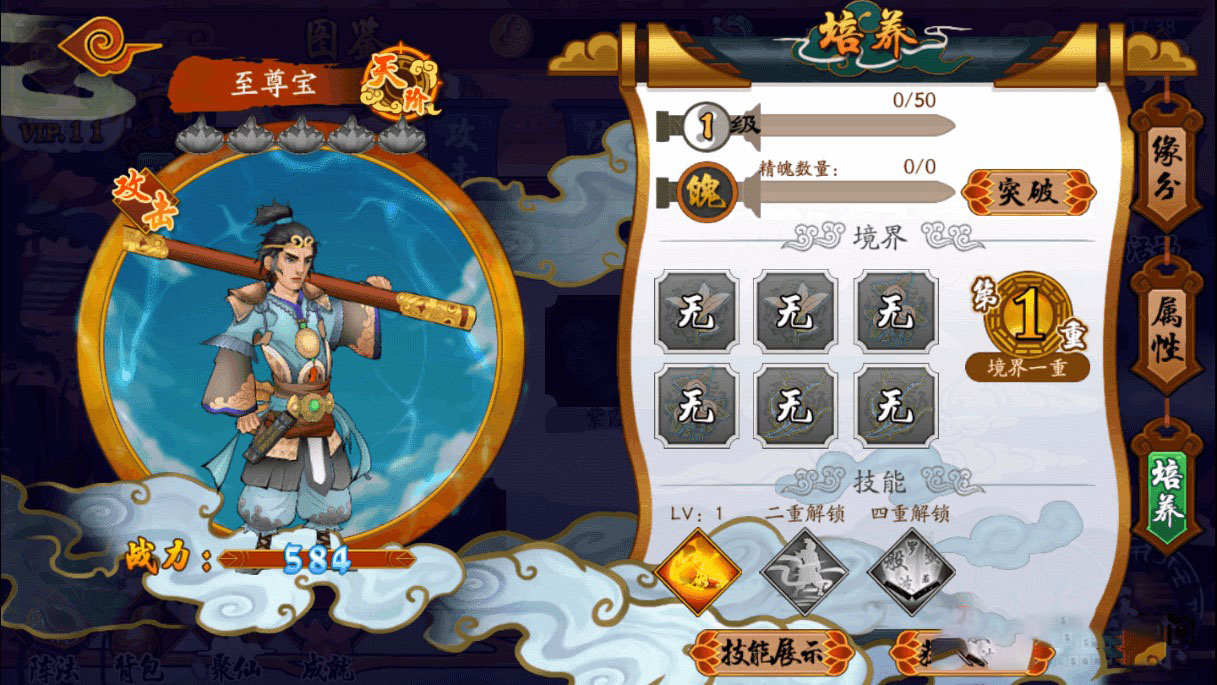 图鉴
培养
至尊宝
天阶
VIP.11
攻击
1级
0/50
魄
精魄数量：
0/0
突破
境界
无
无
无
第1重
境界一重
无
无
无
技能
LV：1
二重解锁
四重解锁
战力：
584
技能展示
缘分
属性
培养
阵法
背包
聚仙
成就